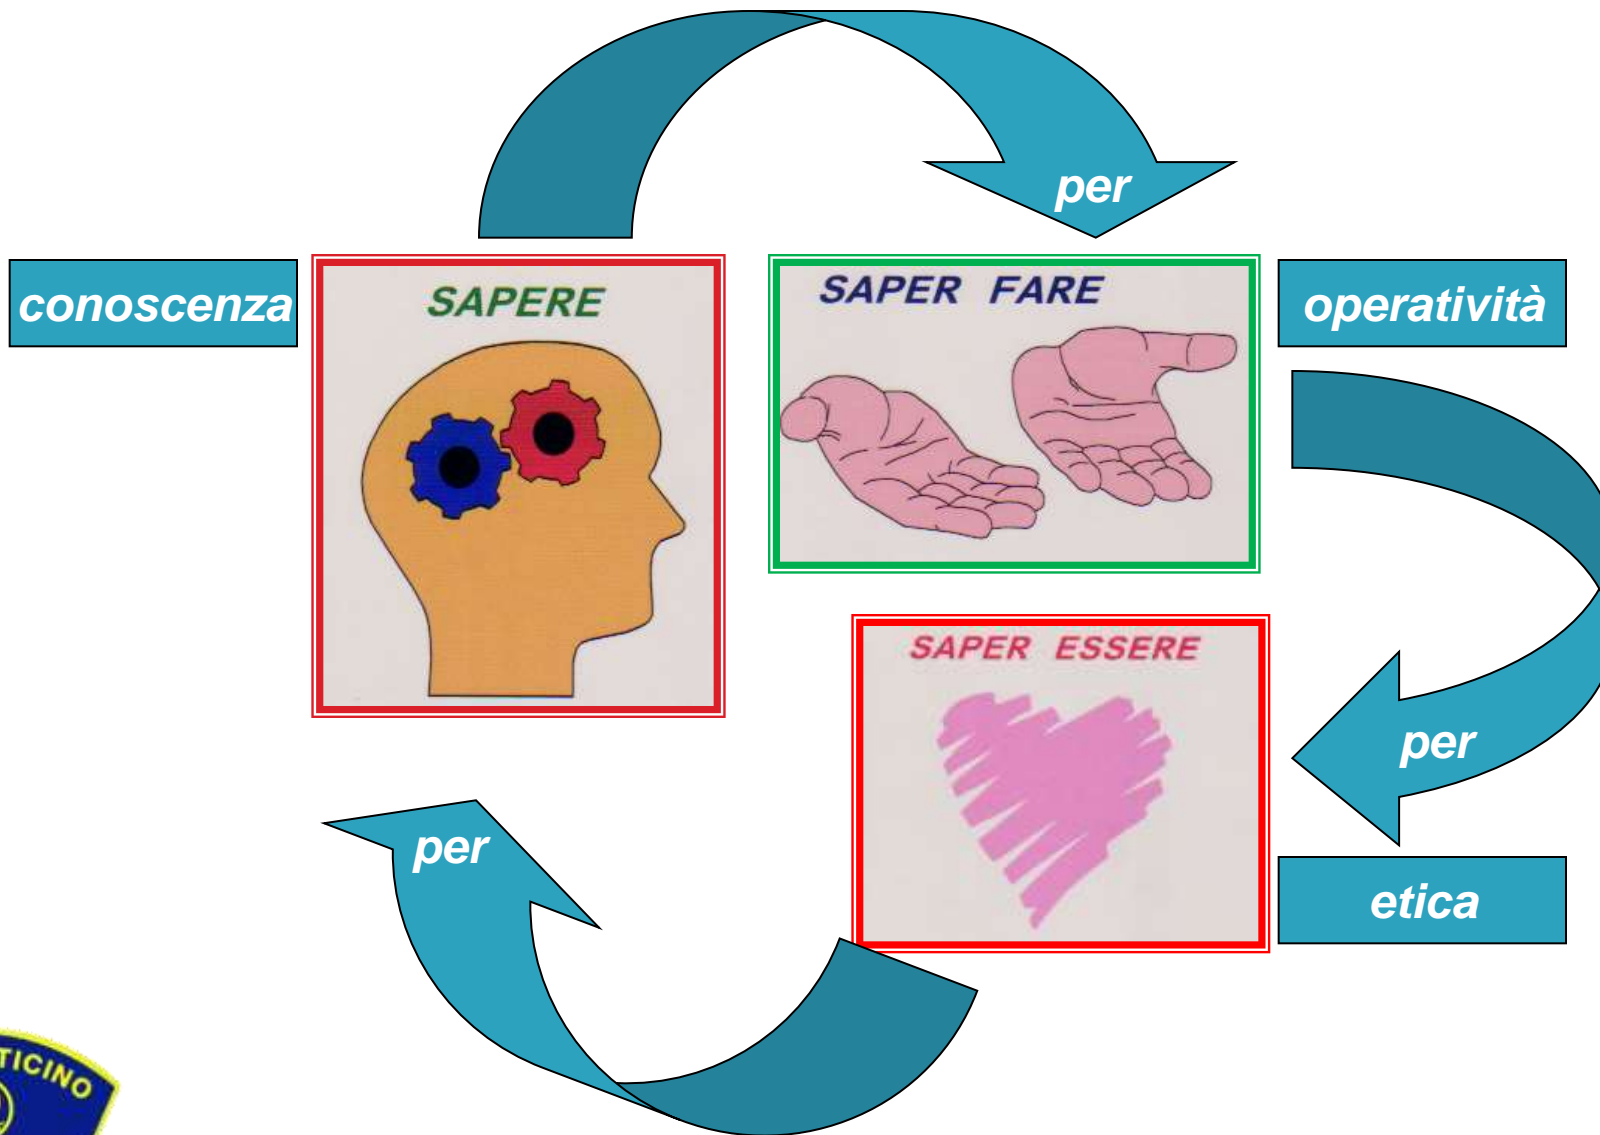 per
conoscenza
SAPERE
SAPER FARE
operatività
SAPER ESSERE
per
per
etica
TICINO